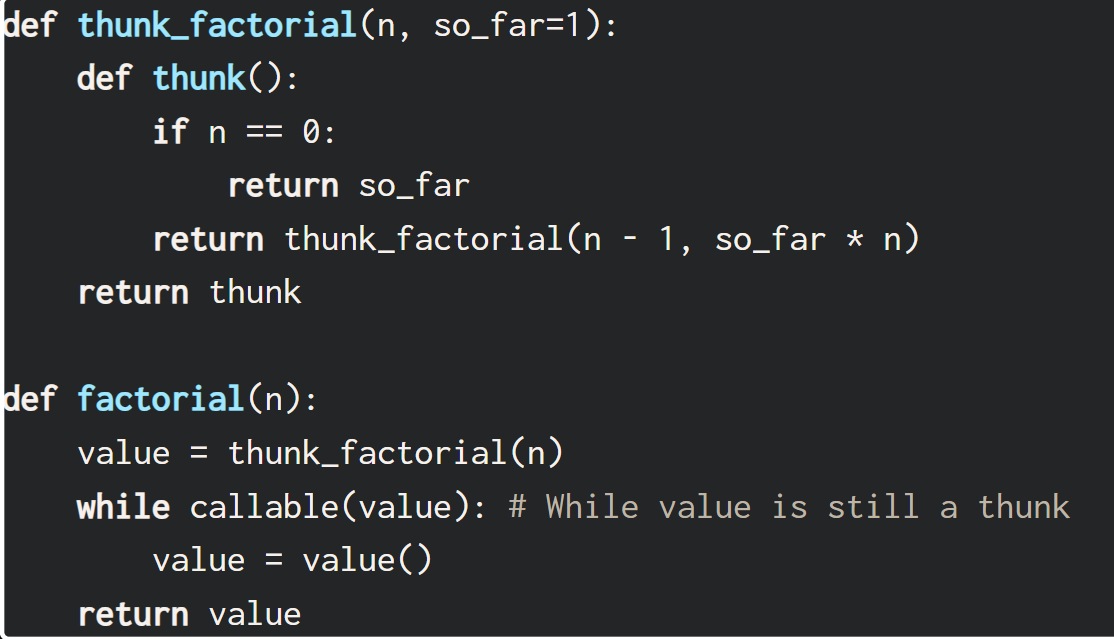 def thunk_factorial(n, so_far=1):
    def thunk():
        if n == 0:
            return so_far
        return thunk_factorial(n - 1, so_far * n)
    return thunk

def factorial(n):
    value = thunk_factorial(n)
    while callable(value): # While value is still a thunk
        value = value()
    return value